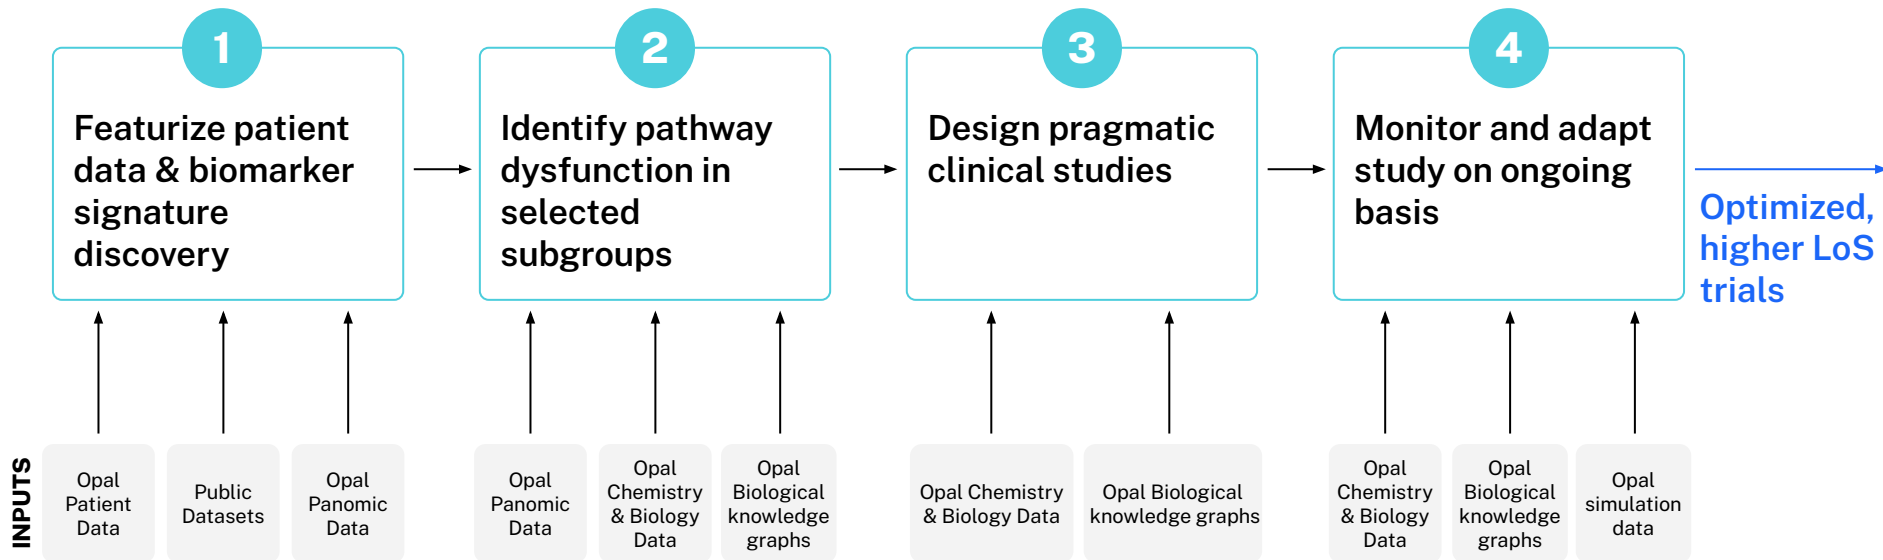 1
Featurize patient
data & biomarker
signature
discovery
2
Identify pathway
dysfunction in
selected
subgroups
3
Design pragmatic
clinical studies
4
Monitor and adapt
study on ongoing
basis
Optimized,
higher LoS
trials
INPUTS
Opal
Patient
Data
Public
Datasets
Opal
Panomic
Data
Opal
Panomic
Data
Opal
Chemistry
& Biology
Data
Opal
Biological
knowledge
graphs
Opal Chemistry
& Biology Data
Opal Biological
knowledge graphs
Opal
Chemistry
& Biology
Data
Opal
Biological
knowledge
graphs
Opal
simulation
data